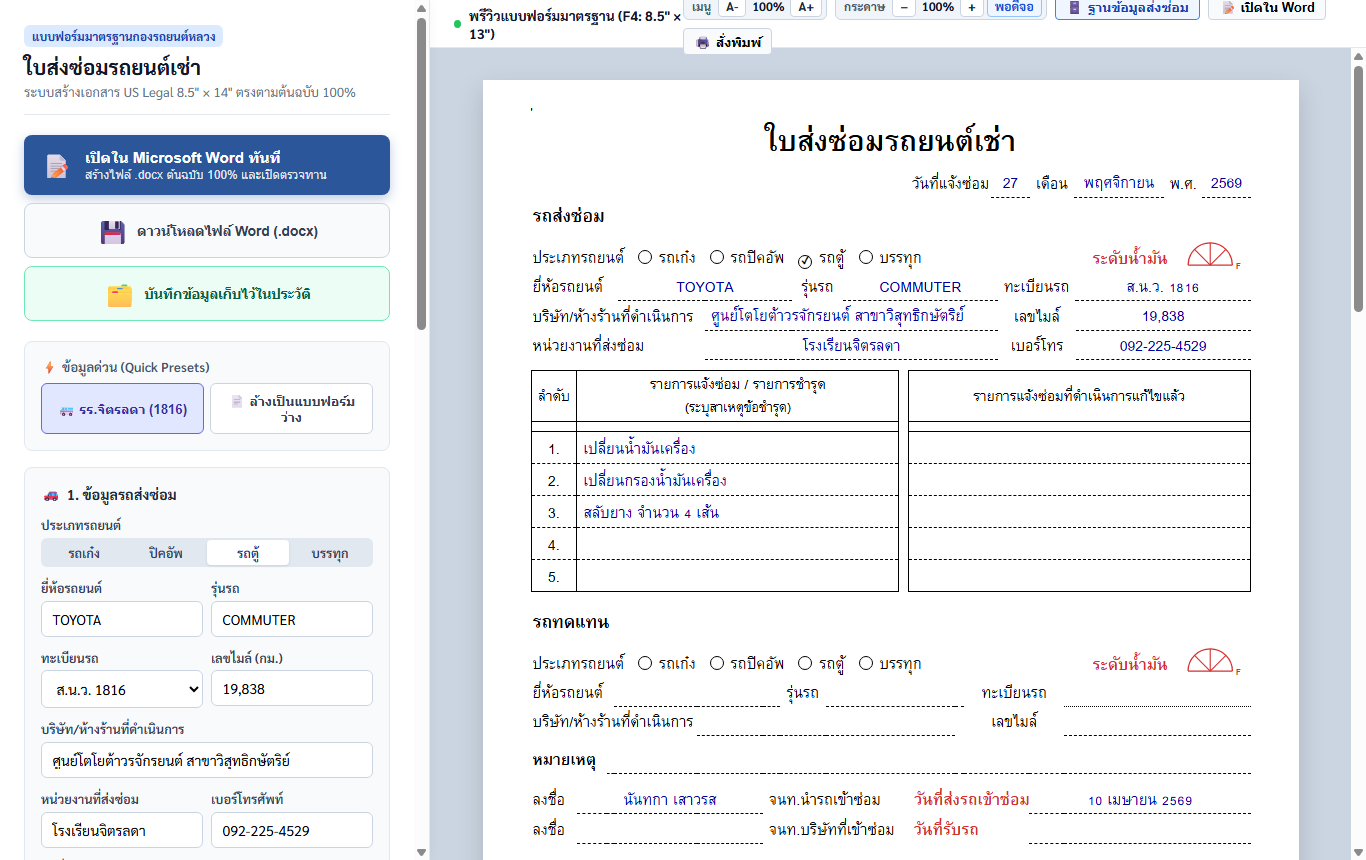 แบบฟอร์มมาตรฐานกองรถยนต์หลวง
ใบส่งซ่อมรถยนต์เช่า
ระบบสร้างเอกสาร US Legal 8.5" × 14" ตรงตามต้นฉบับ 100%
เปิดใน Microsoft Word ทันที
สร้างไฟล์ .docx ต้นฉบับ 100% และเปิดตรวจทาน
ดาวน์โหลดไฟล์ Word (.docx)
บันทึกข้อมูลเก็บไว้ในประวัติ
ข้อมูลด่วน (Quick Presets)
รร.จิตรลดา (1816)
ล้างเป็นแบบฟอร์ม
ว่าง
1. ข้อมูลรถส่งซ่อม
ประเภทรถยนต์
รถเก๋ง ปิคอัพ รถตู้ บรรทุก
ยี่ห้อรถยนต์ รุ่นรถ
TOYOTA COMMUTER
ทะเบียนรถ เลขไมล์ (กม.)
ส.น.ว. 1816 19,838
บริษัท/ห้างร้านที่ดำเนินการ
ศูนย์โตโยต้าวรจักรยนต์ สาขาวิสุทธิกษัตริย์
หน่วยงานที่ส่งซ่อม เบอร์โทรศัพท์
โรงเรียนจิตรลดา 092-225-4529
พรีวิวแบบฟอร์มมาตรฐาน (F4: 8.5" ×
13")
เมนู A- 100% A+ กระดาษ − 100% + พอดีจอ ฐานข้อมูลส่งซ่อม เปิดใน Word
สั่งพิมพ์
ใบส่งซ่อมรถยนต์เช่า
วันที่แจ้งซ่อม 27 เดือน พฤศจิกายน พ.ศ. 2569
รถส่งซ่อม
ประเภทรถยนต์ รถเก๋ง รถปิคอัพ รถตู้ บรรทุก ระดับน้ำมัน F
ยี่ห้อรถยนต์ TOYOTA รุ่นรถ COMMUTER ทะเบียนรถ ส.น.ว. 1816
บริษัท/ห้างร้านที่ดำเนินการ ศูนย์โตโยต้าวรจักรยนต์ สาขาวิสุทธิกษัตริย์ เลขไมล์ 19,838
หน่วยงานที่ส่งซ่อม โรงเรียนจิตรลดา เบอร์โทร 092-225-4529
ลำดับ รายการแจ้งซ่อม / รายการชำรุด รายการแจ้งซ่อมที่ดำเนินการแก้ไขแล้ว
(ระบุสาเหตุข้อชำรุด)
1. เปลี่ยนน้ำมันเครื่อง
2. เปลี่ยนกรองน้ำมันเครื่อง
3. สลับยาง จำนวน 4 เส้น
4.
5.
รถทดแทน
ประเภทรถยนต์ รถเก๋ง รถปิคอัพ รถตู้ บรรทุก ระดับน้ำมัน F
ยี่ห้อรถยนต์ รุ่นรถ ทะเบียนรถ
บริษัท/ห้างร้านที่ดำเนินการ เลขไมล์
หมายเหตุ
ลงชื่อ นันทกา เสาวรส จนท.นำรถเข้าซ่อม วันที่ส่งรถเข้าซ่อม 10 เมษายน 2569
ลงชื่อ จนท.บริษัทที่เข้าซ่อม วันที่รับรถ